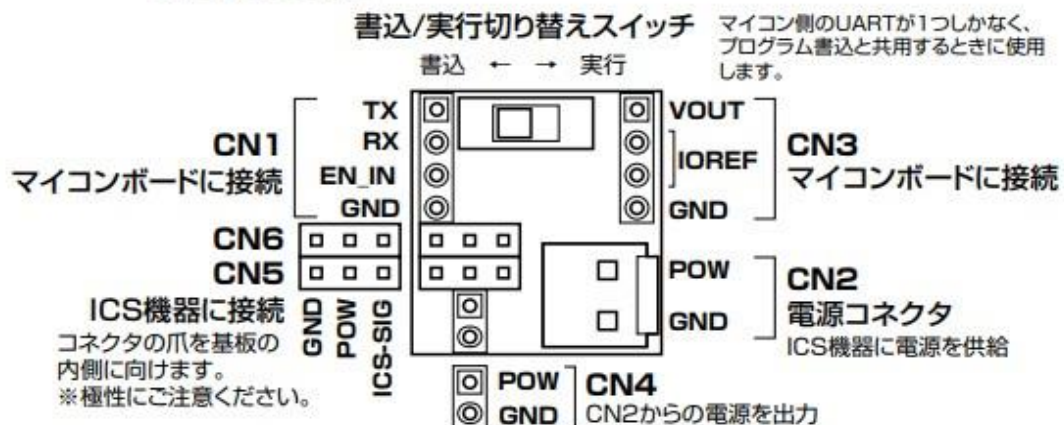 書込/実行切り替えスイッチ
マイコン側のUARTが1つしかなく、
プログラム書込と共用するときに使用
します。
書込 ← → 実行
CN1
マイコンボードに接続
TX
RX
EN_IN
GND
VOUT
IOREF
GND
CN3
マイコンボードに接続
CN6
CN5
ICS機器に接続
コネクタの爪を基板の
内側に向けます。
※極性にご注意ください。
GND
POW
ICS-SIG
POW
GND
CN2
電源コネクタ
ICS機器に電源を供給
POW
GND
CN4
CN2からの電源を出力